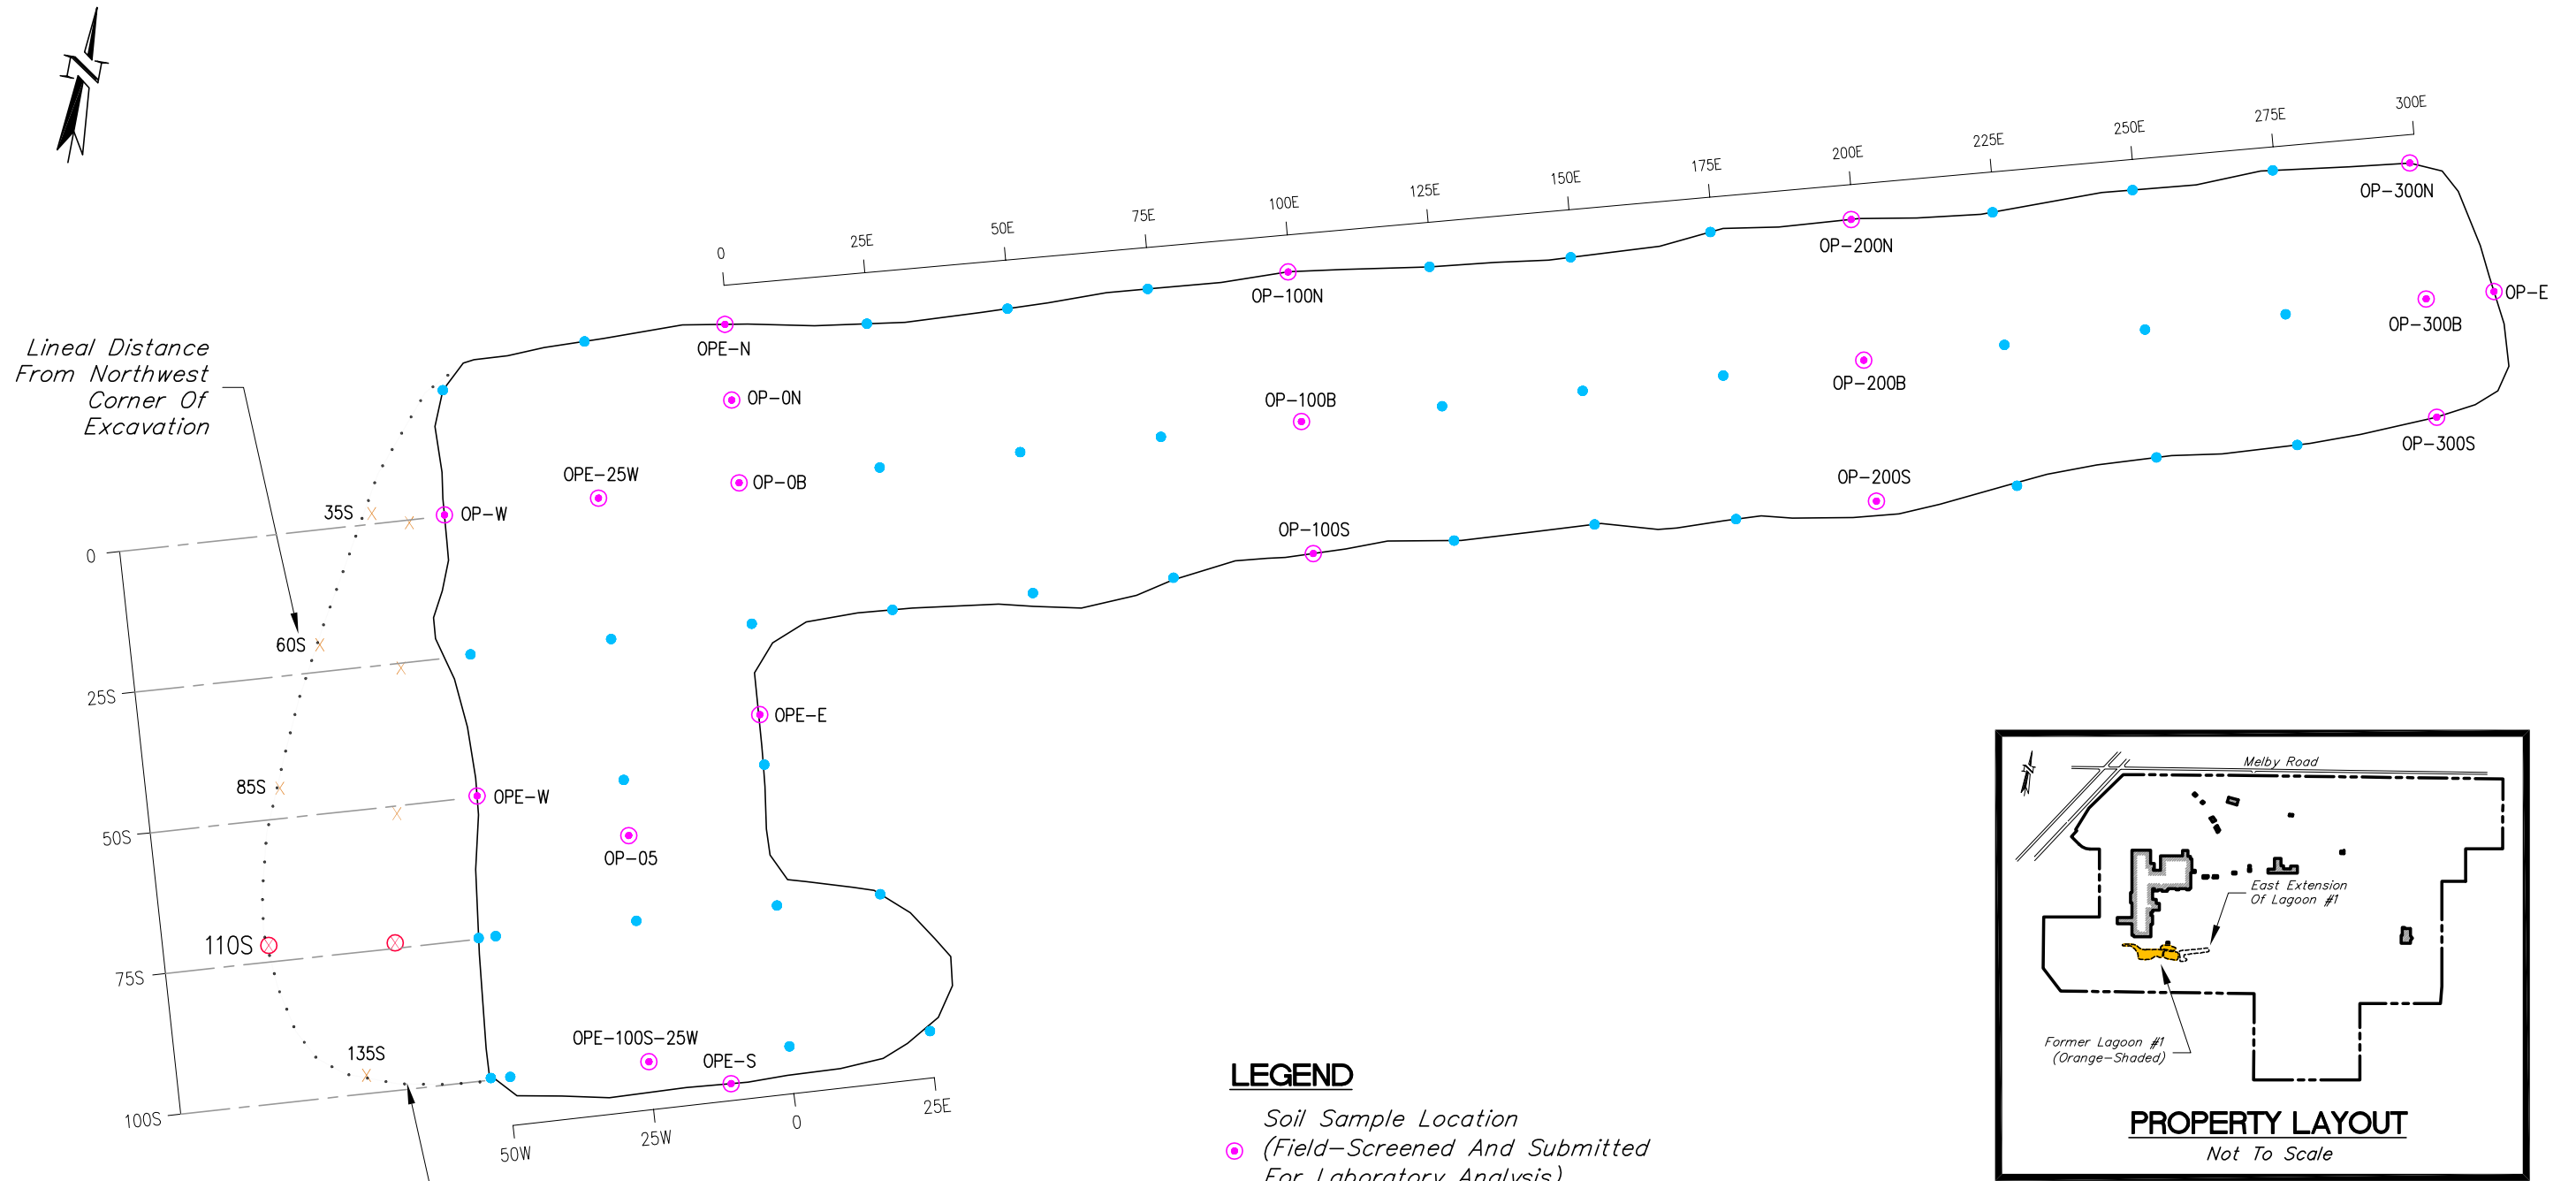 N
300E
275E
250E
225E
200E
175E
150E
125E
100E
75E
50E
25E
0
OP-300N
OP-200N
OP-E
OP-100N
OP-300B
OPE-N
Lineal Distance
From Northwest
Corner Of
Excavation
OP-200B
OP-0N
OP-100B
OP-300S
OPE-25W
OP-0B
OP-200S
35S
OP-W
OP-100S
0
60S
25S
OPE-E
85S
OPE-W
50S
OP-05
110S
75S
OPE-100S-25W
135S
OPE-S
100S
50W
25W
0
25E
LEGEND
Soil Sample Location
(Field-Screened And Submitted
For Laboratory Analysis)
N
Melby Road
East Extension
Of Lagoon #1
Former Lagoon #1
(Orange-Shaded)
PROPERTY LAYOUT
Not To Scale